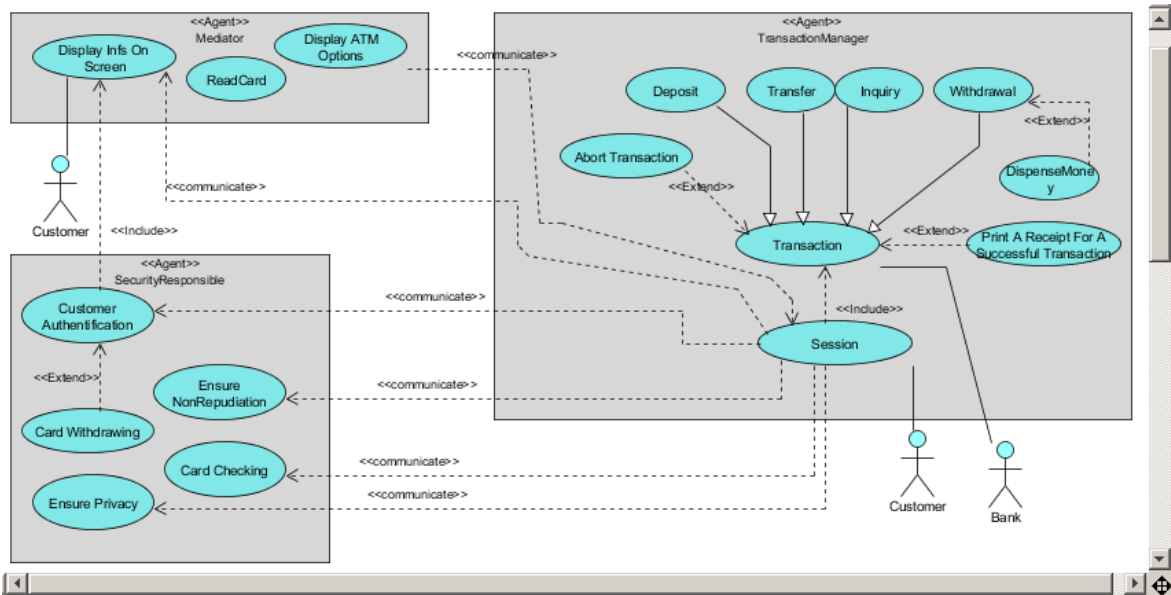 <<Agent>>
Mediator
Display Infs On
Screen
Display ATM
Options
ReadCard
<<communicate>>
<<Agent>>
TransactionManager
Deposit
Transfer
Inquiry
Withdrawal
<<Extend>>
Abort Transaction
<<Extend>>
DispenseMone
y
Customer
<<communicate>>
<<Include>>
Transaction
<<Extend>>
Print A Receipt For A
Successful Transaction
<<Agent>>
SecurityResponsible
Customer
Authentification
<<communicate>>
<<Include>>
Session
<<Extend>>
Ensure
NonRepudiation
<<communicate>>
Card Withdrawing
Card Checking
<<communicate>>
Ensure Privacy
<<communicate>>
Customer
Bank